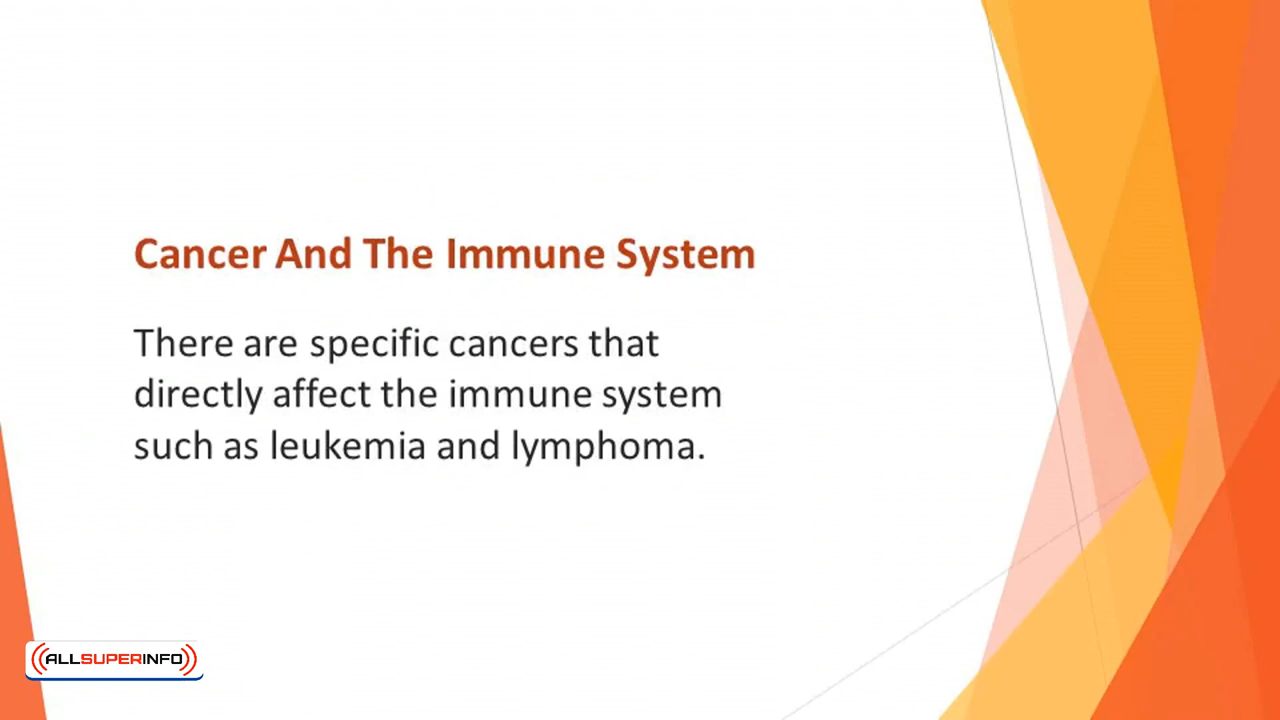 Cancer And The Immune System
There are specific cancers that
directly affect the immune system
such as leukemia and lymphoma.
ALLSUPERINFO